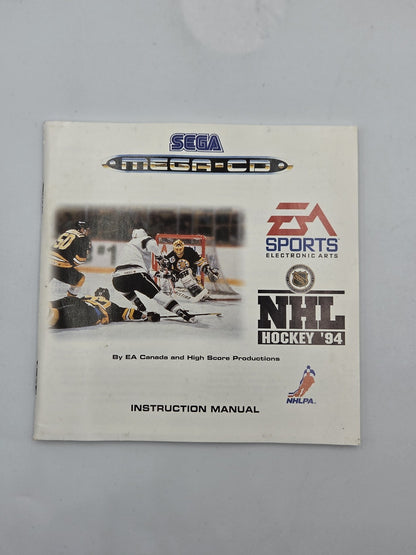 SEGA
MEGA-CD
EA
SPORTS
ELECTRONIC ARTS
NHL
HOCKEY '94
50
By EA Canada and High Score Productions
NHLPA
INSTRUCTION MANUAL